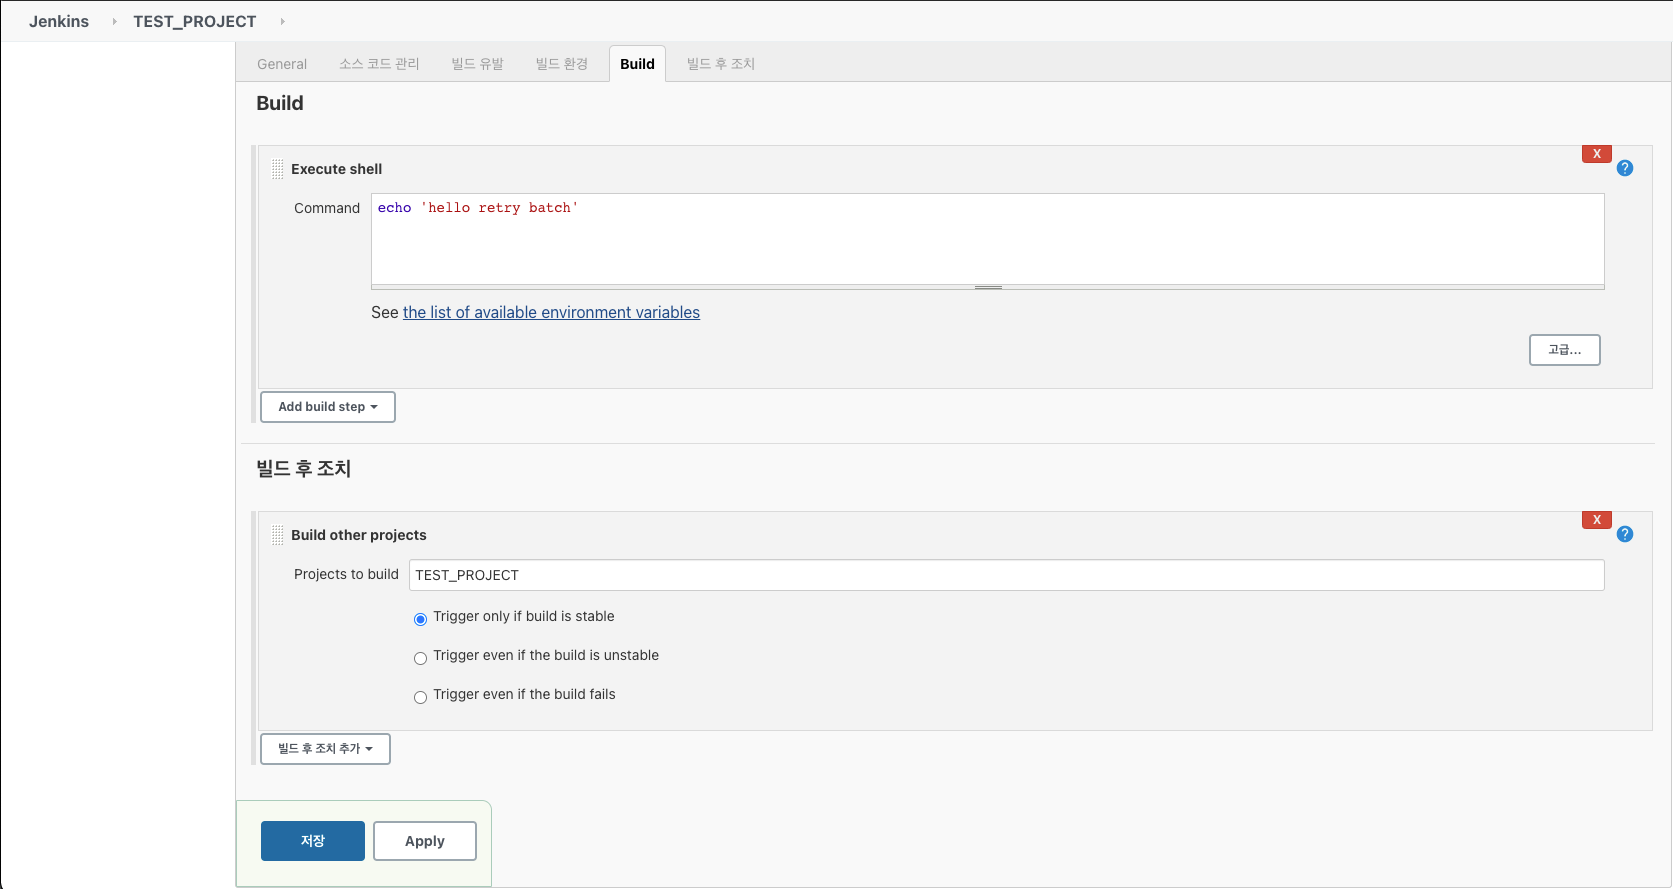 Jenkins TEST_PROJECT
General 소스 코드 관리 빌드 유발 빌드 환경 Build 빌드 후 조치
Build
X
Execute shell ?
Command echo 'hello retry batch'
See the list of available environment variables
고급...
Add build step
빌드 후 조치
X
Build other projects ?
Projects to build TEST_PROJECT
Trigger only if build is stable
Trigger even if the build is unstable
Trigger even if the build fails
빌드 후 조치 추가
저장 Apply